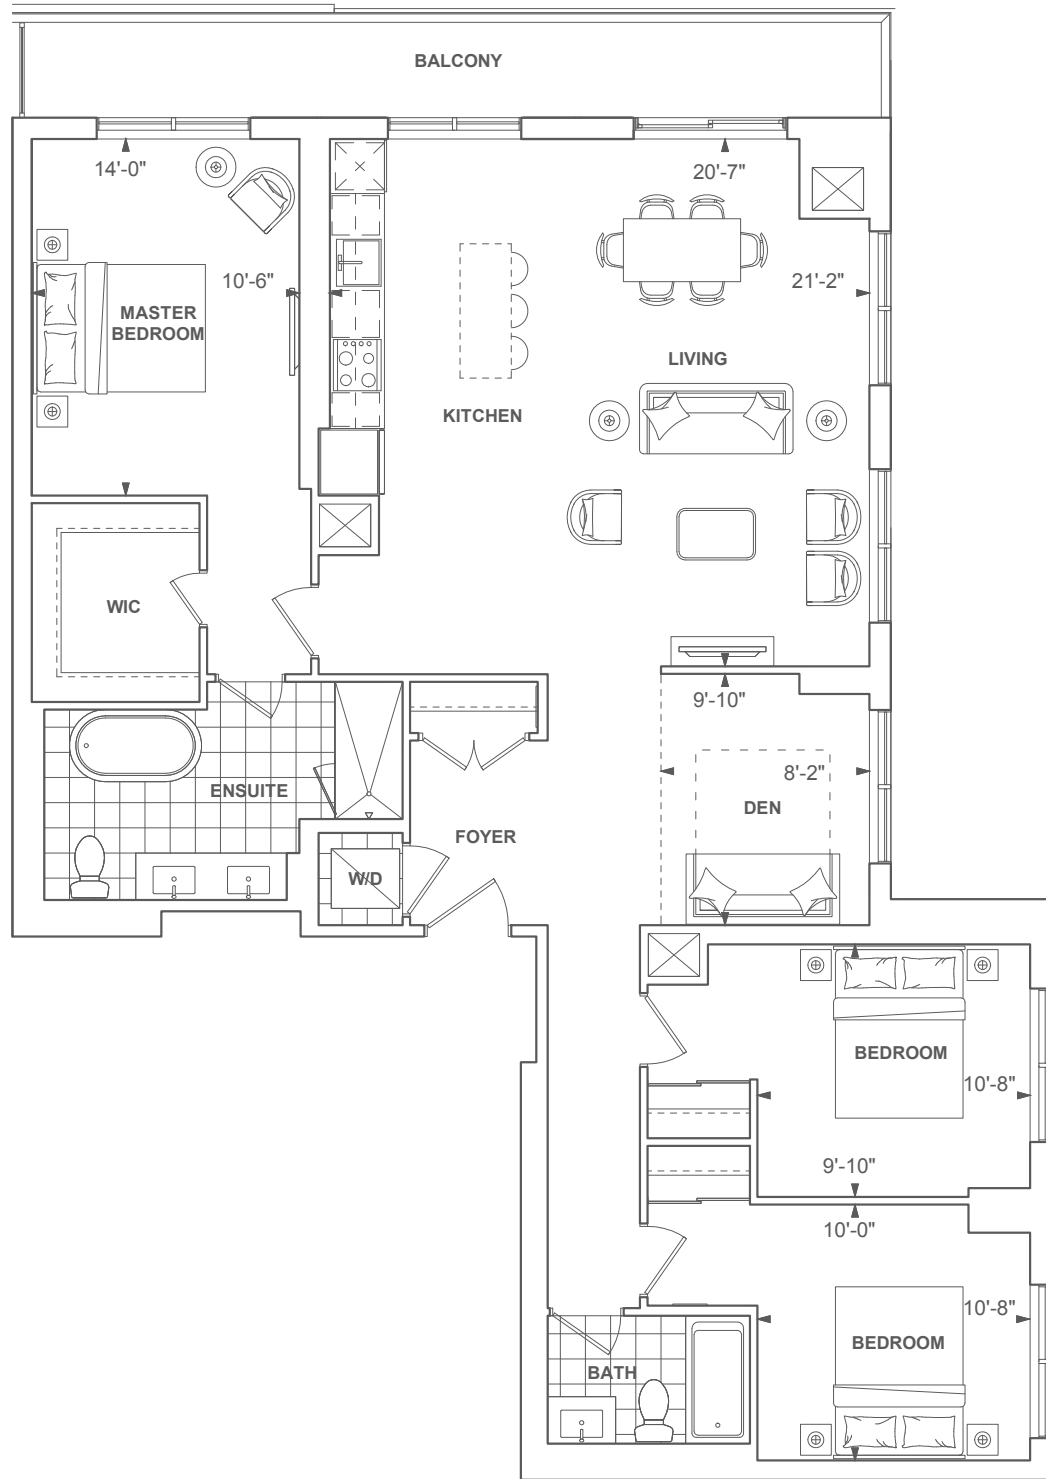 BALCONY
14'-0"
20'-7"
10'-6"
21'-2"
MASTER
BEDROOM
LIVING
KITCHEN
WIC
9'-10"
8'-2"
ENSUITE
DEN
FOYER
W/D
BEDROOM
10'-8"
9'-10"
10'-0"
10'-8"
BEDROOM
BATH